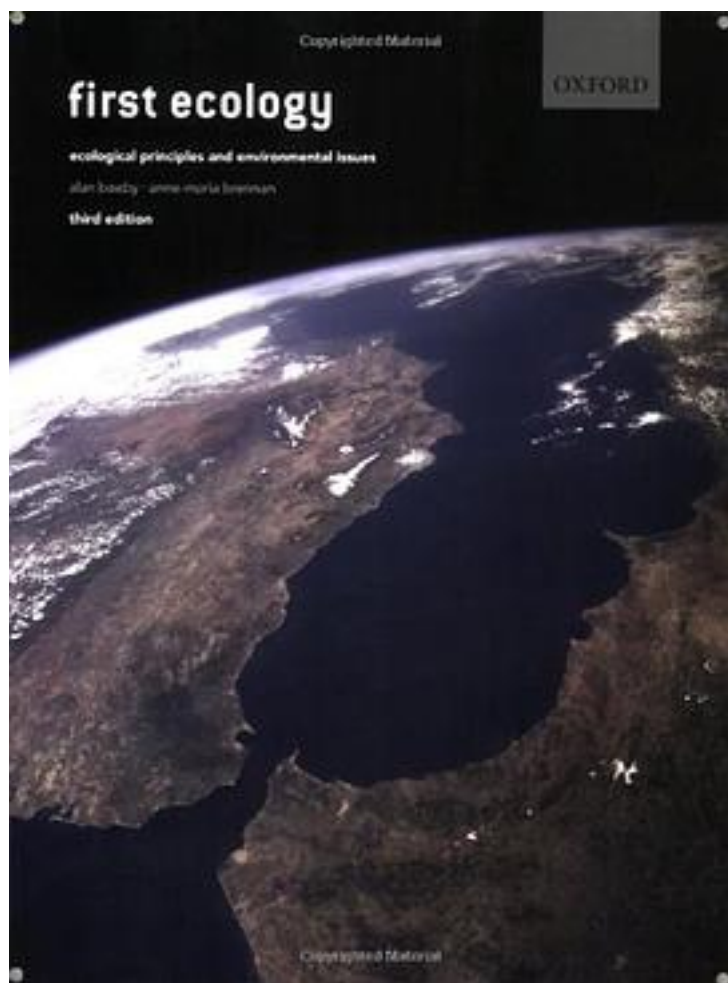 Copyrighted Material
OXFORD
first ecology
ecological principles and environmental issues
alan beeby · anne-maria brennan
third edition
Copyrighted Material